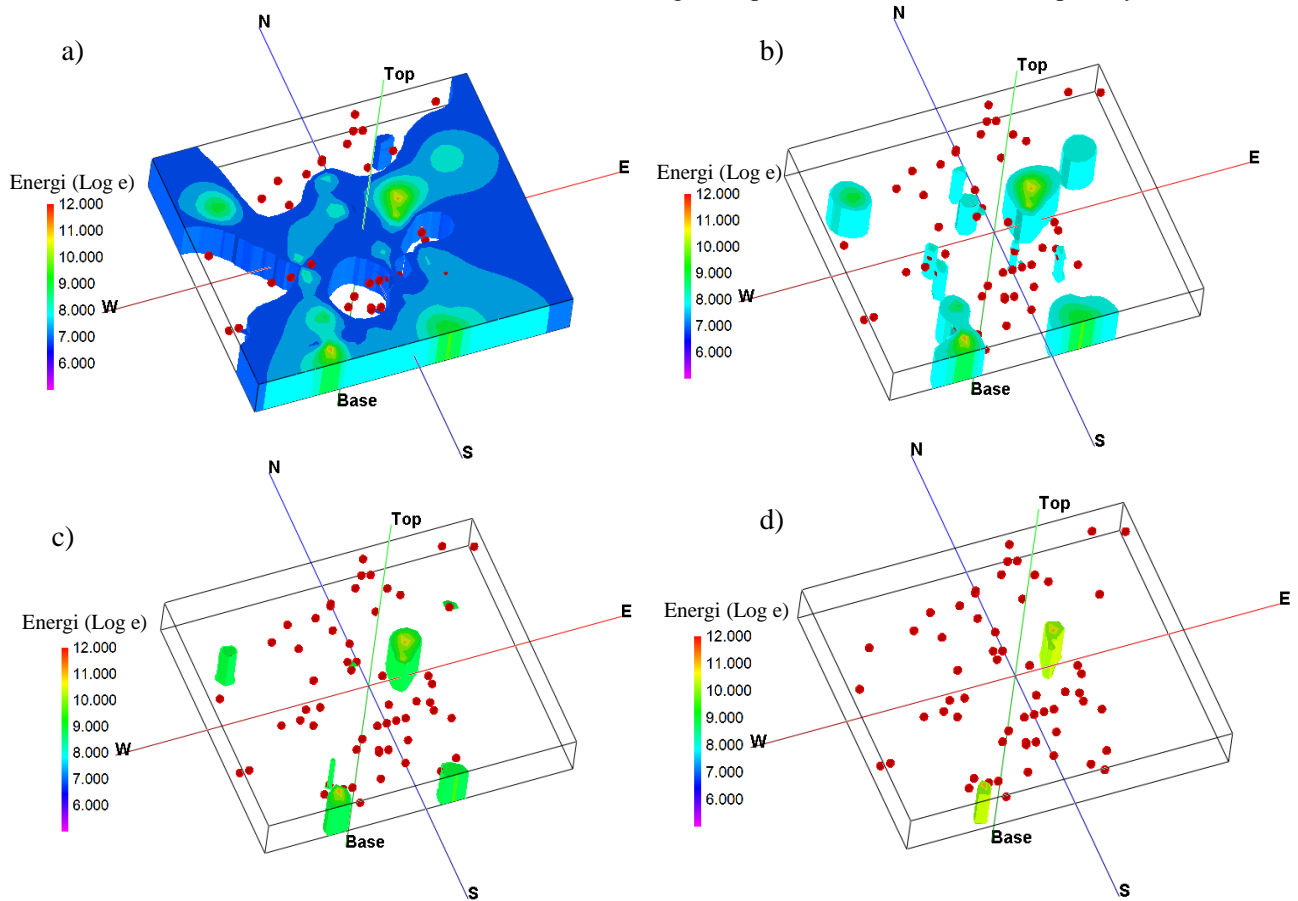 a)
N
Top
E
W
Base
S
Energi (Log e)
12.000
11.000
10.000
9.000
8.000
7.000
6.000
b)
N
Top
E
W
Base
S
Energi (Log e)
12.000
11.000
10.000
9.000
8.000
7.000
6.000
c)
N
Top
E
W
Base
S
Energi (Log e)
12.000
11.000
10.000
9.000
8.000
7.000
6.000
d)
N
Top
E
W
Base
S
Energi (Log e)
12.000
11.000
10.000
9.000
8.000
7.000
6.000